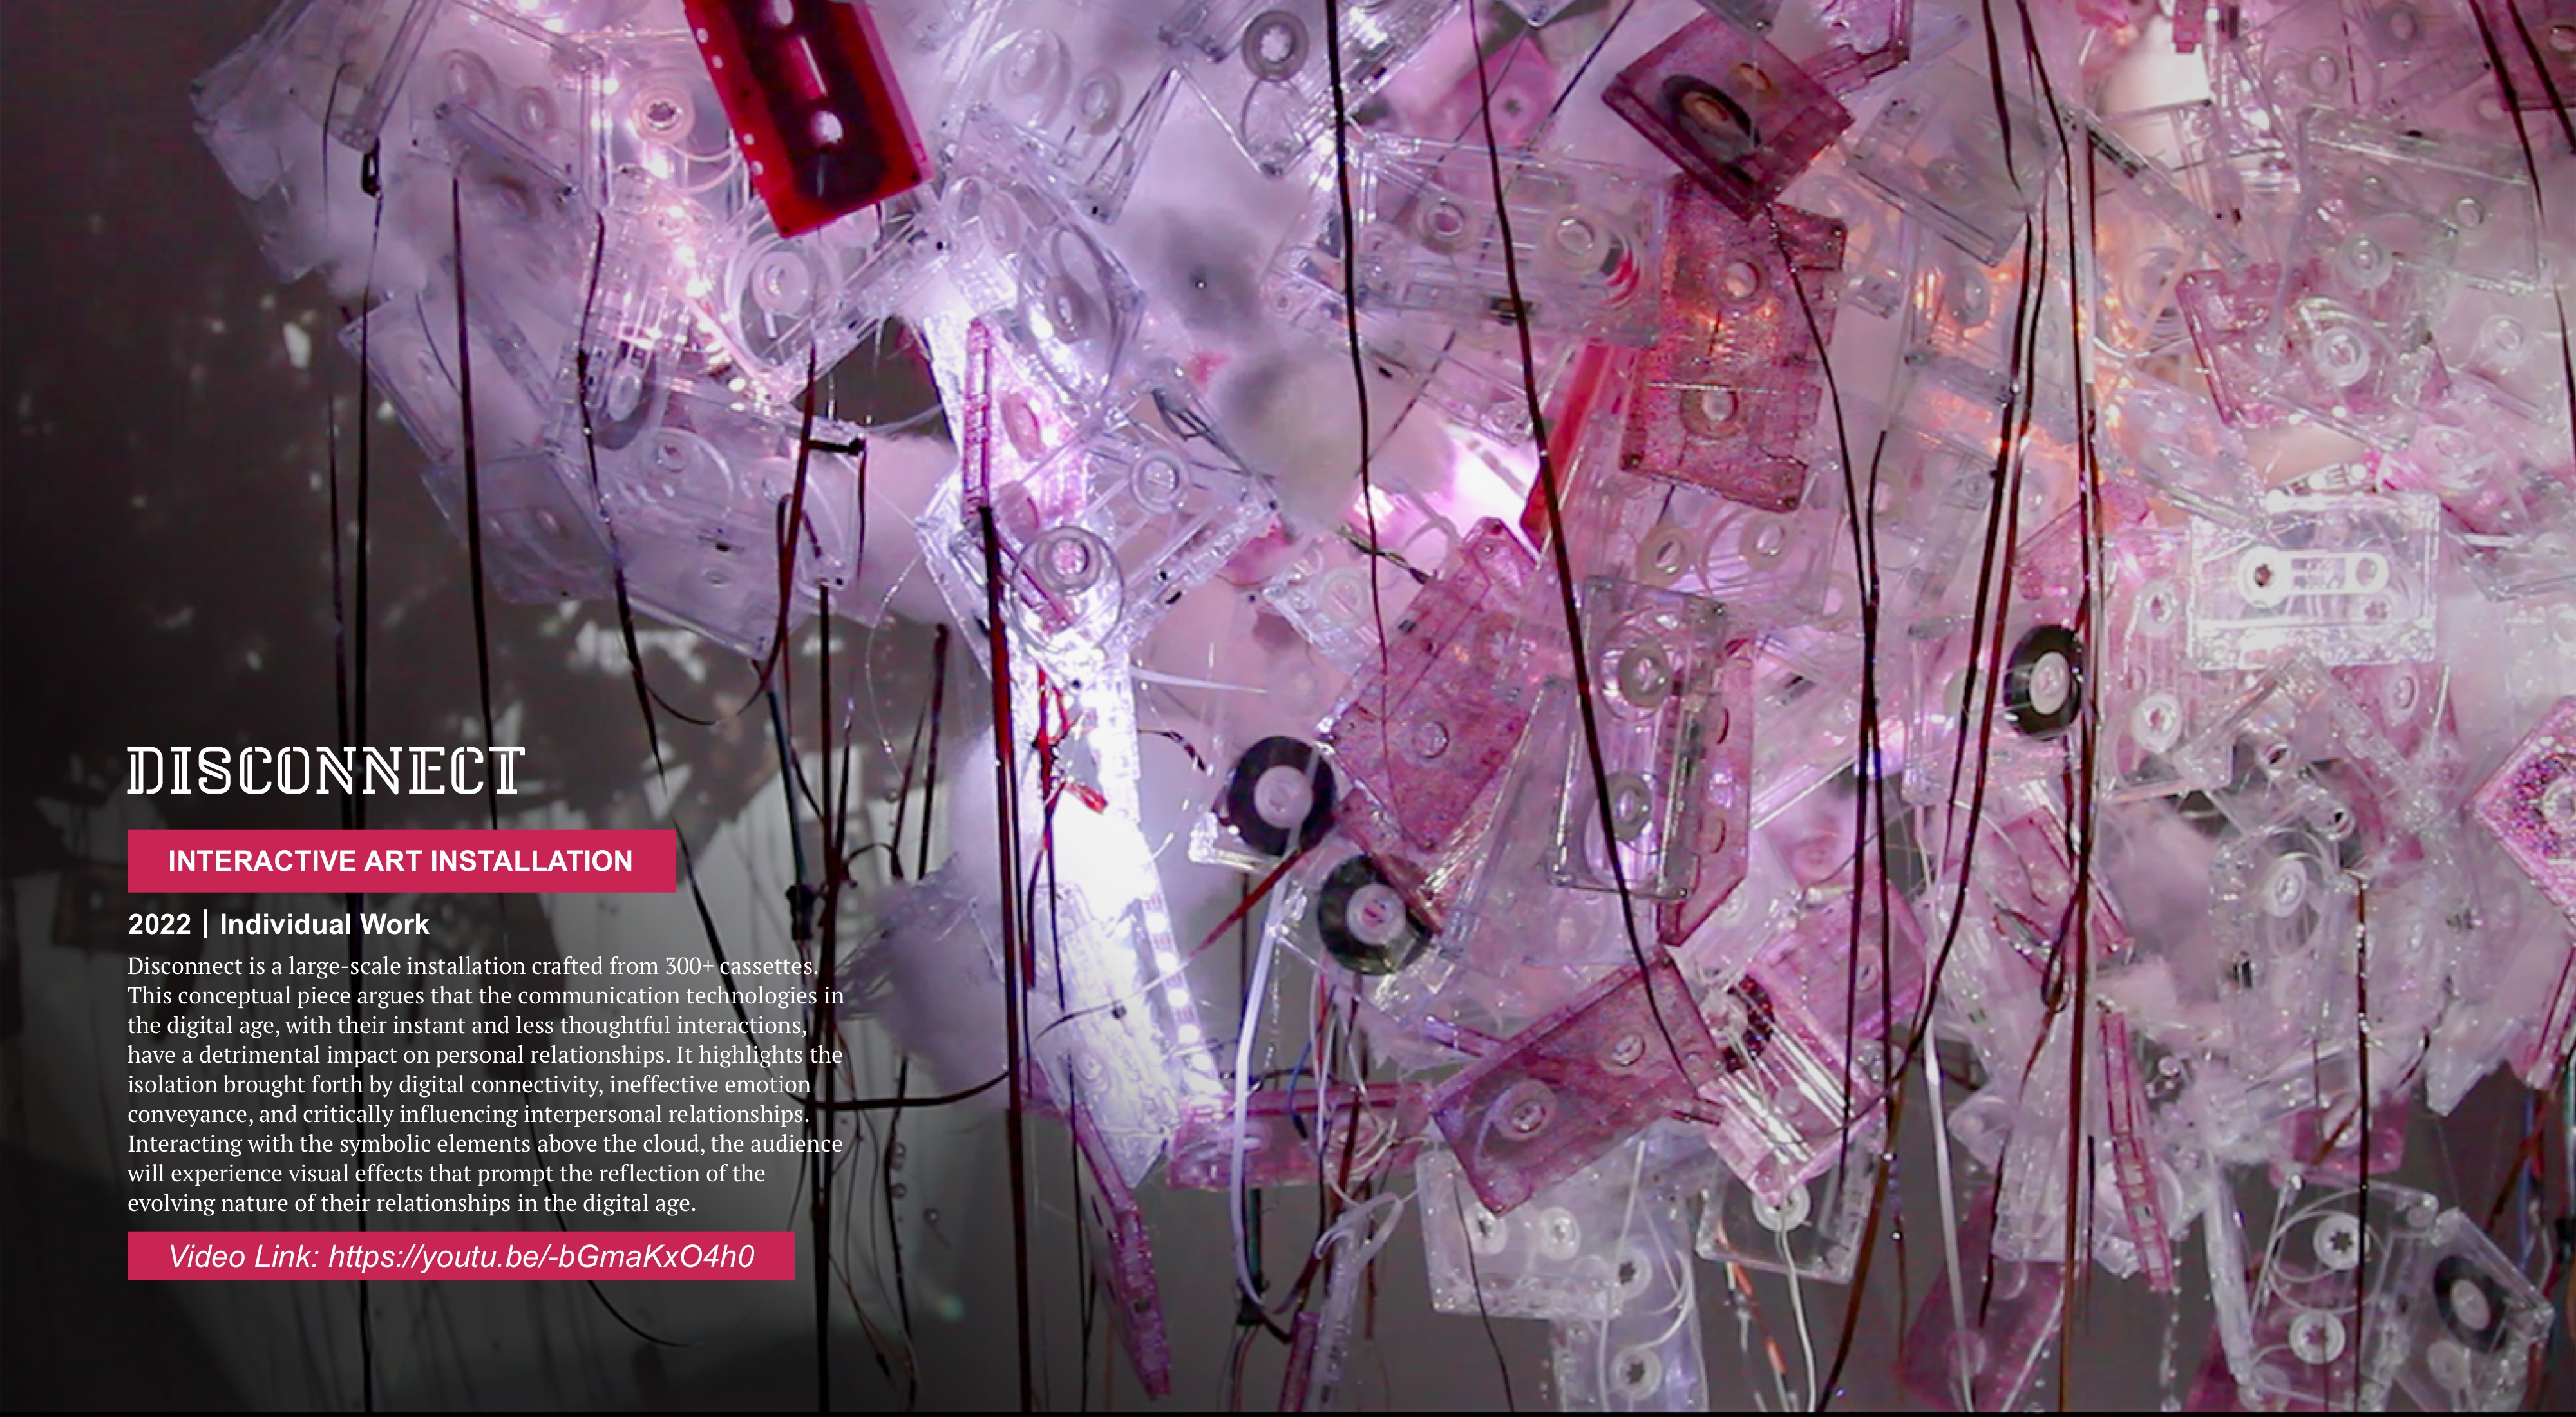 DISCONNECT
INTERACTIVE ART INSTALLATION
2022 | Individual Work
Disconnect is a large-scale installation crafted from 300+ cassettes.
This conceptual piece argues that the communication technologies in
the digital age, with their instant and less thoughtful interactions,
have a detrimental impact on personal relationships. It highlights the
isolation brought forth by digital connectivity, ineffective emotion
conveyance, and critically influencing interpersonal relationships.
Interacting with the symbolic elements above the cloud, the audience
will experience visual effects that prompt the reflection of the
evolving nature of their relationships in the digital age.
Video Link: https://youtu.be/-bGmaKxO4h0